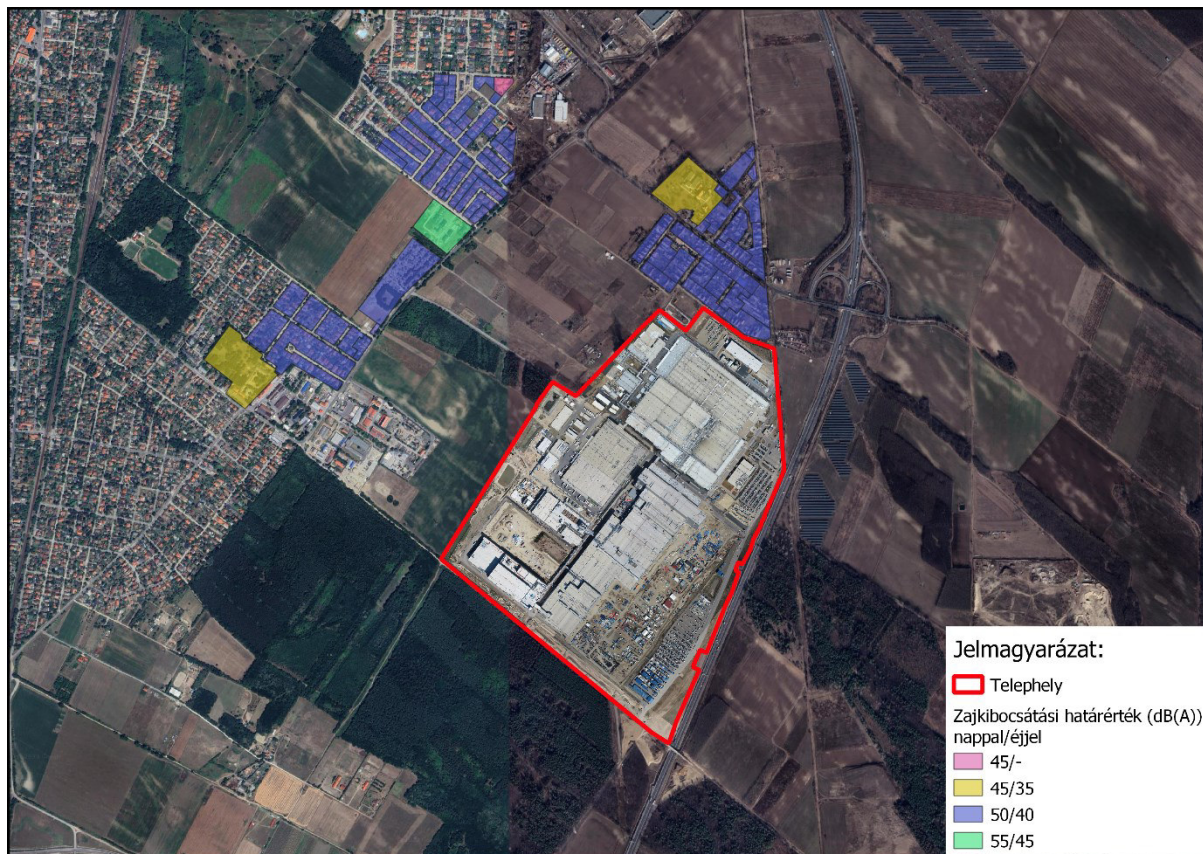 Jelmagyarázat:
Telephely
Zajkibocsátási határérték (dB(A))
nappal/éjjel
45/-
45/35
50/40
55/45